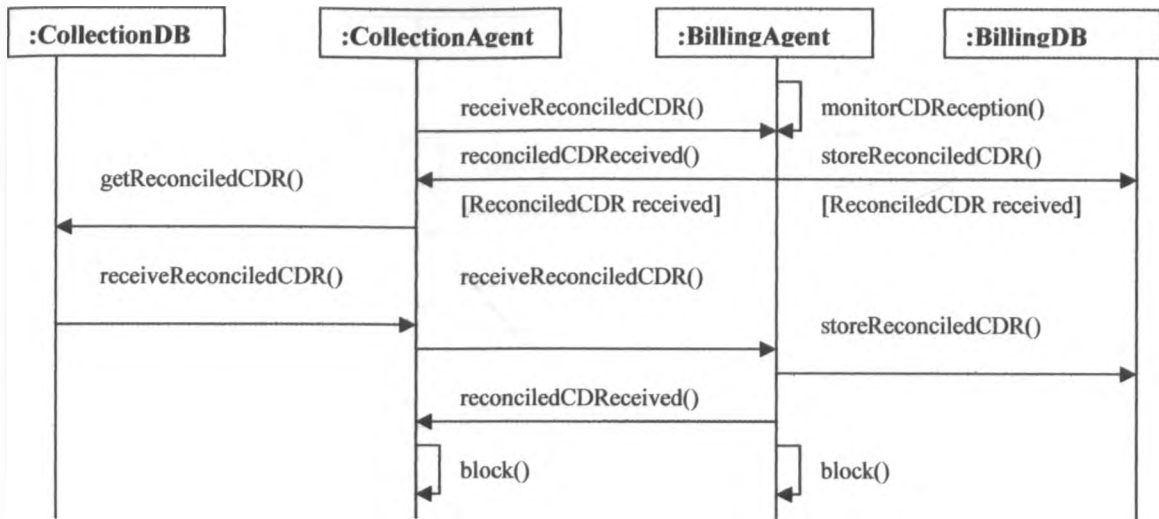 :CollectionDB
:CollectionAgent
:BillingAgent
:BillingDB
receiveReconciledCDR()
monitorCDReception()
reconciledCDReceived()
storeReconciledCDR()
getReconciledCDR()
[ReconciledCDR received]
[ReconciledCDR received]
receiveReconciledCDR()
receiveReconciledCDR()
storeReconciledCDR()
reconciledCDReceived()
block()
block()